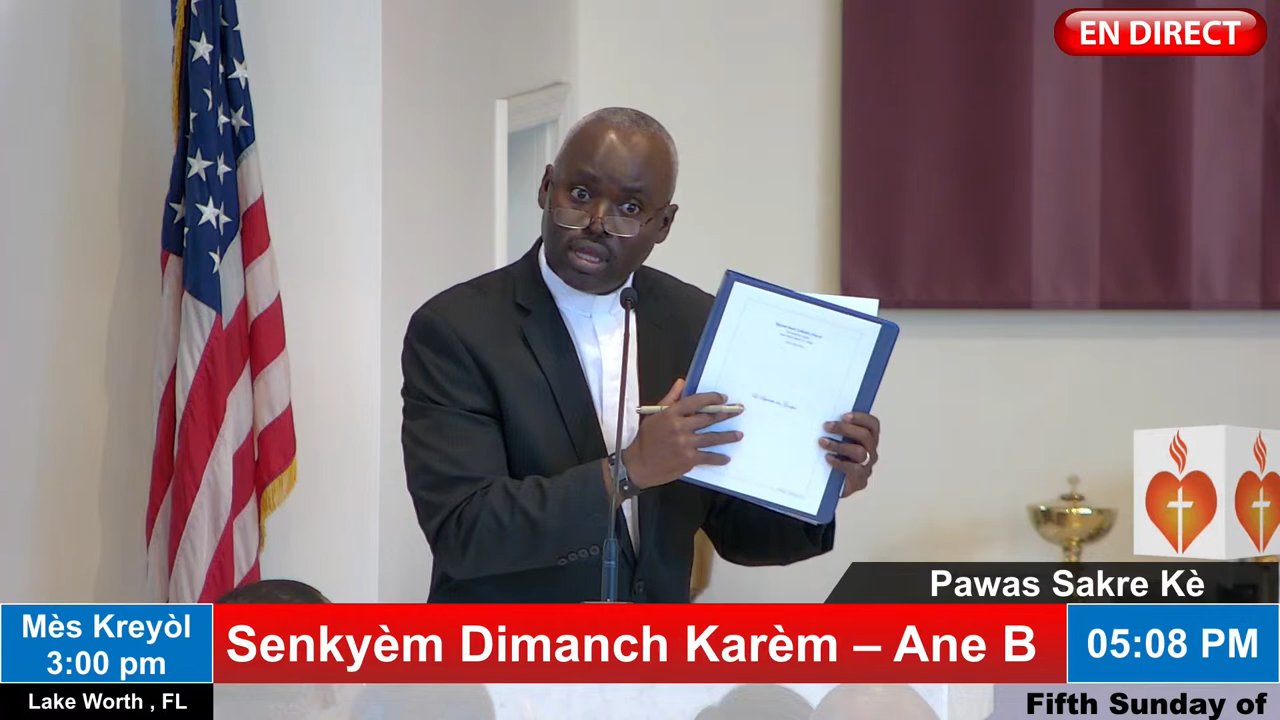 EN DIRECT
Pawas Sakre Kè
Mès Kreyòl
3:00 pm
Senkyèm Dimanch Karèm – Ane B
05:08 PM
Lake Worth , FL
Fifth Sunday of